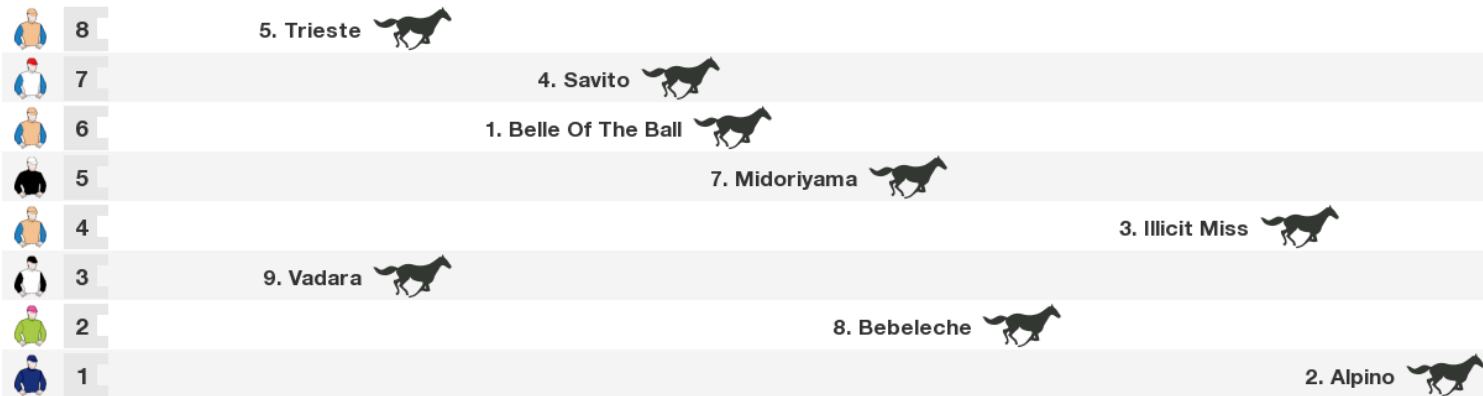 8 5. Trieste
7 4. Savito
6 1. Belle Of The Ball
5 7. Midoriyama
4 3. Illicit Miss
3 9. Vadara
2 8. Bebeleche
1 2. Alpino